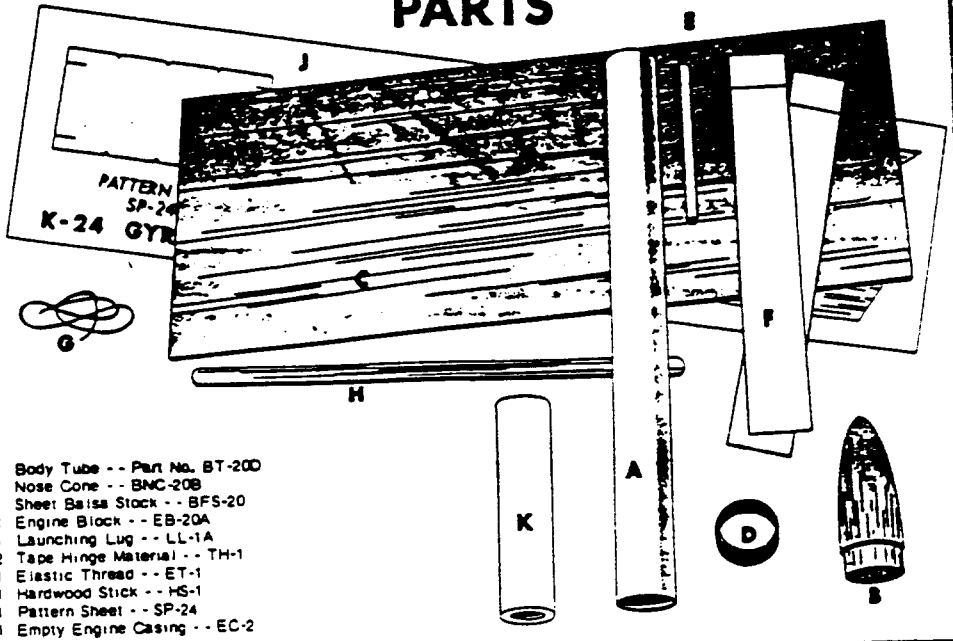 PARTS
E
J
PATTERN
SP-24
K-24 GYR
C
G
F
H
A
K
D
B
Body Tube -- Part No. BT-20D
Nose Cone -- BNC-20B
Sheet Balsa Stock -- BFS-20
Engine Block -- EB-20A
Launching Lug -- LL-1A
2 Tape Hinge Material -- TH-1
Elastic Thread -- ET-1
Hardwood Stick -- HS-1
Pattern Sheet -- SP-24
Empty Engine Casing -- EC-2